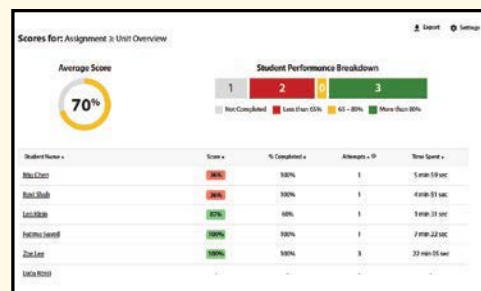 Export Settings
Scores for: Assignment 3: Unit Overview
Average Score
70%
Student Performance Breakdown
1 2 0 3
Not Completed Less than 65% 65 – 80% More than 80%
Student Name Score % Completed Attempts Time Spent
Mia Chen 36% 100% 1 5 min 59 sec
Ravi Shah 36% 100% 1 4 min 51 sec
Leo Klein 87% 60% 1 1 min 31 sec
Fatima Sayed 100% 100% 1 7 min 22 sec
Zoe Lee 100% 100% 3 22 min 05 sec
Luca Rossi - - - -